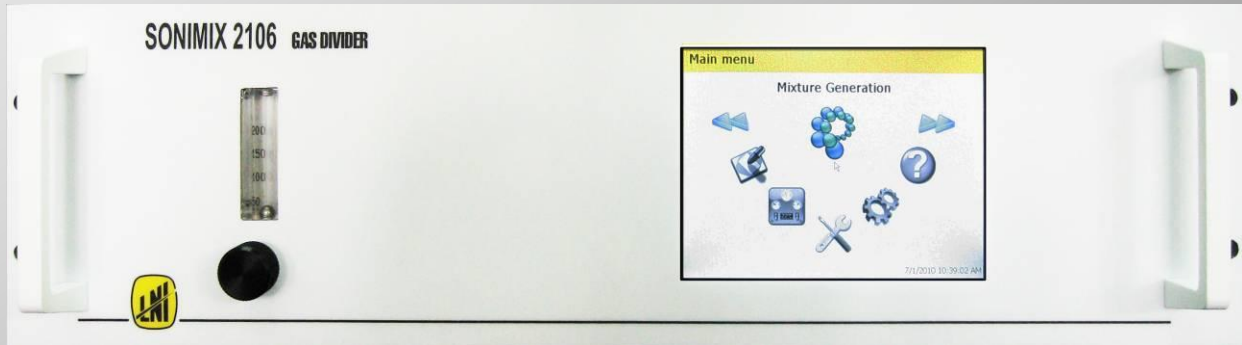 SONIMIX 2106 GAS DIVIDER
200
150
100
LNI
Main menu
Mixture Generation
?
7/1/2010 10:39:02 AM